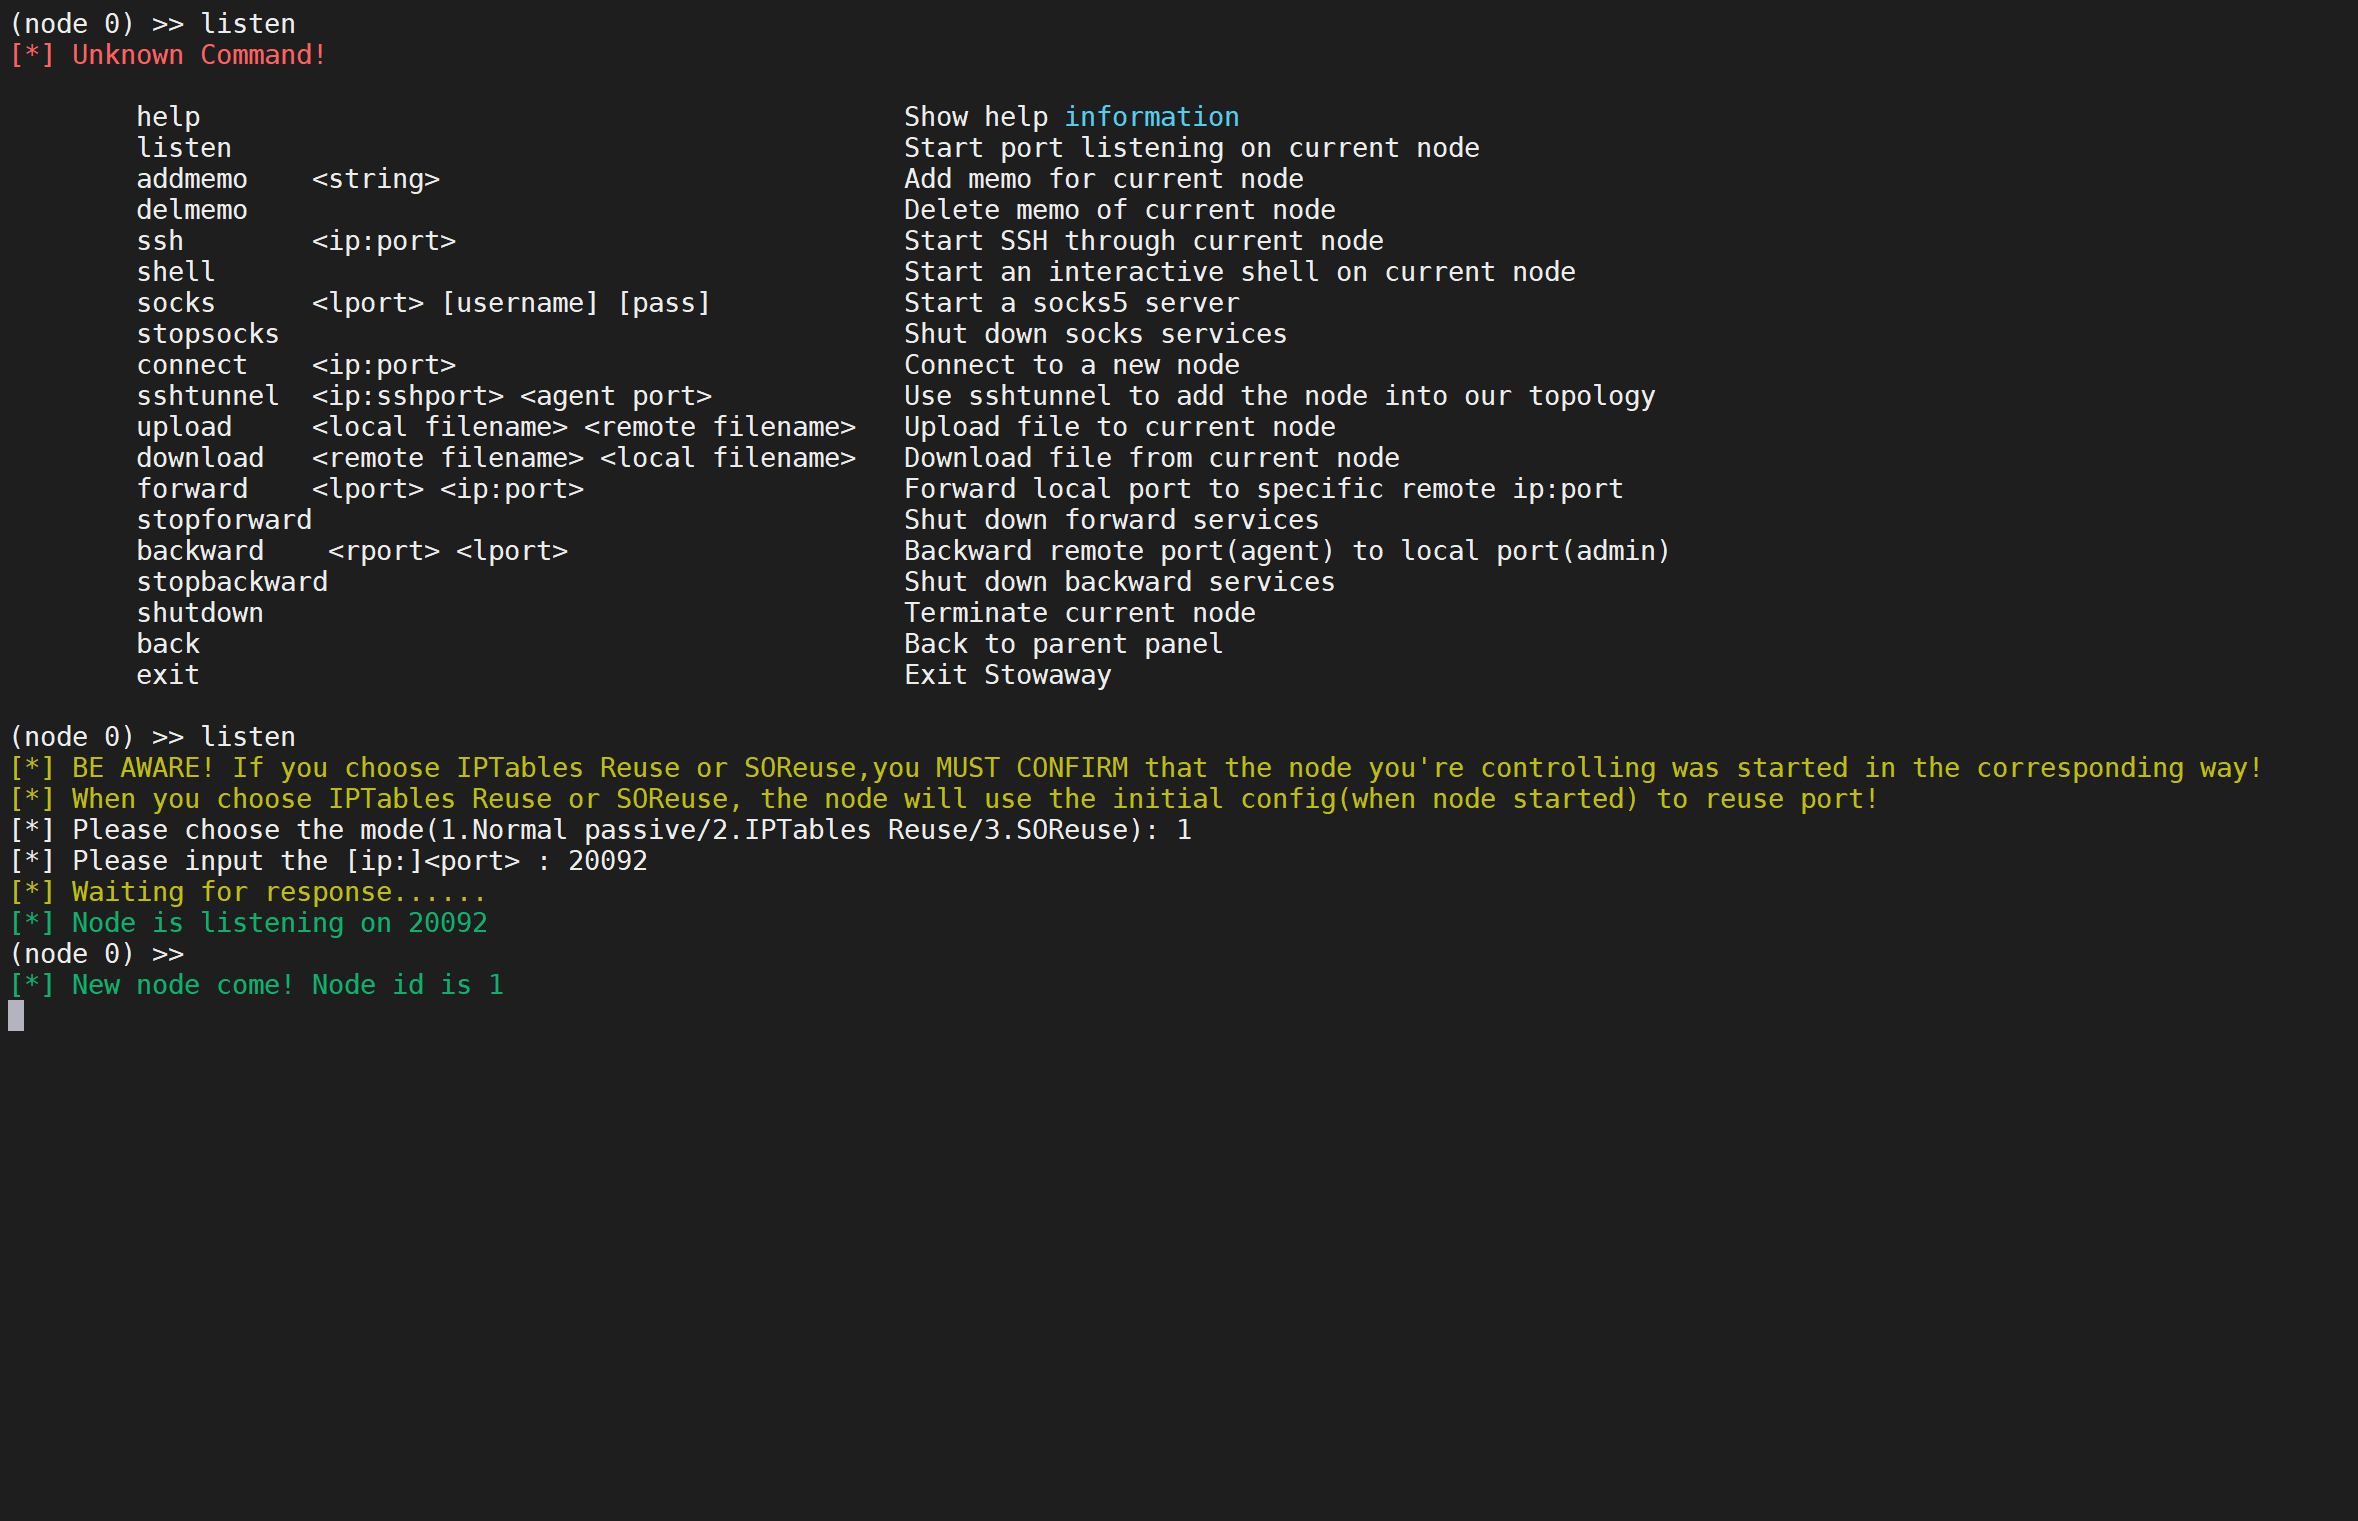 (node 0) >> listen
[*] Unknown Command!
help Show help information
listen Start port listening on current node
addmemo <string> Add memo for current node
delmemo Delete memo of current node
ssh <ip:port> Start SSH through current node
shell Start an interactive shell on current node
socks <lport> [username] [pass] Start a socks5 server
stopsocks Shut down socks services
connect <ip:port> Connect to a new node
sshtunnel <ip:sshport> <agent port> Use sshtunnel to add the node into our topology
upload <local filename> <remote filename> Upload file to current node
download <remote filename> <local filename> Download file from current node
forward <lport> <ip:port> Forward local port to specific remote ip:port
stopforward Shut down forward services
backward <rport> <lport> Backward remote port(agent) to local port(admin)
stopbackward Shut down backward services
shutdown Terminate current node
back Back to parent panel
exit Exit Stowaway
(node 0) >> listen
[*] BE AWARE! If you choose IPTables Reuse or SOReuse,you MUST CONFIRM that the node you're controlling was started in the corresponding way!
[*] When you choose IPTables Reuse or SOReuse, the node will use the initial config(when node started) to reuse port!
[*] Please choose the mode(1.Normal passive/2.IPTables Reuse/3.SOReuse): 1
[*] Please input the [ip:]<port> : 20092
[*] Waiting for response......
[*] Node is listening on 20092
(node 0) >>
[*] New node come! Node id is 1